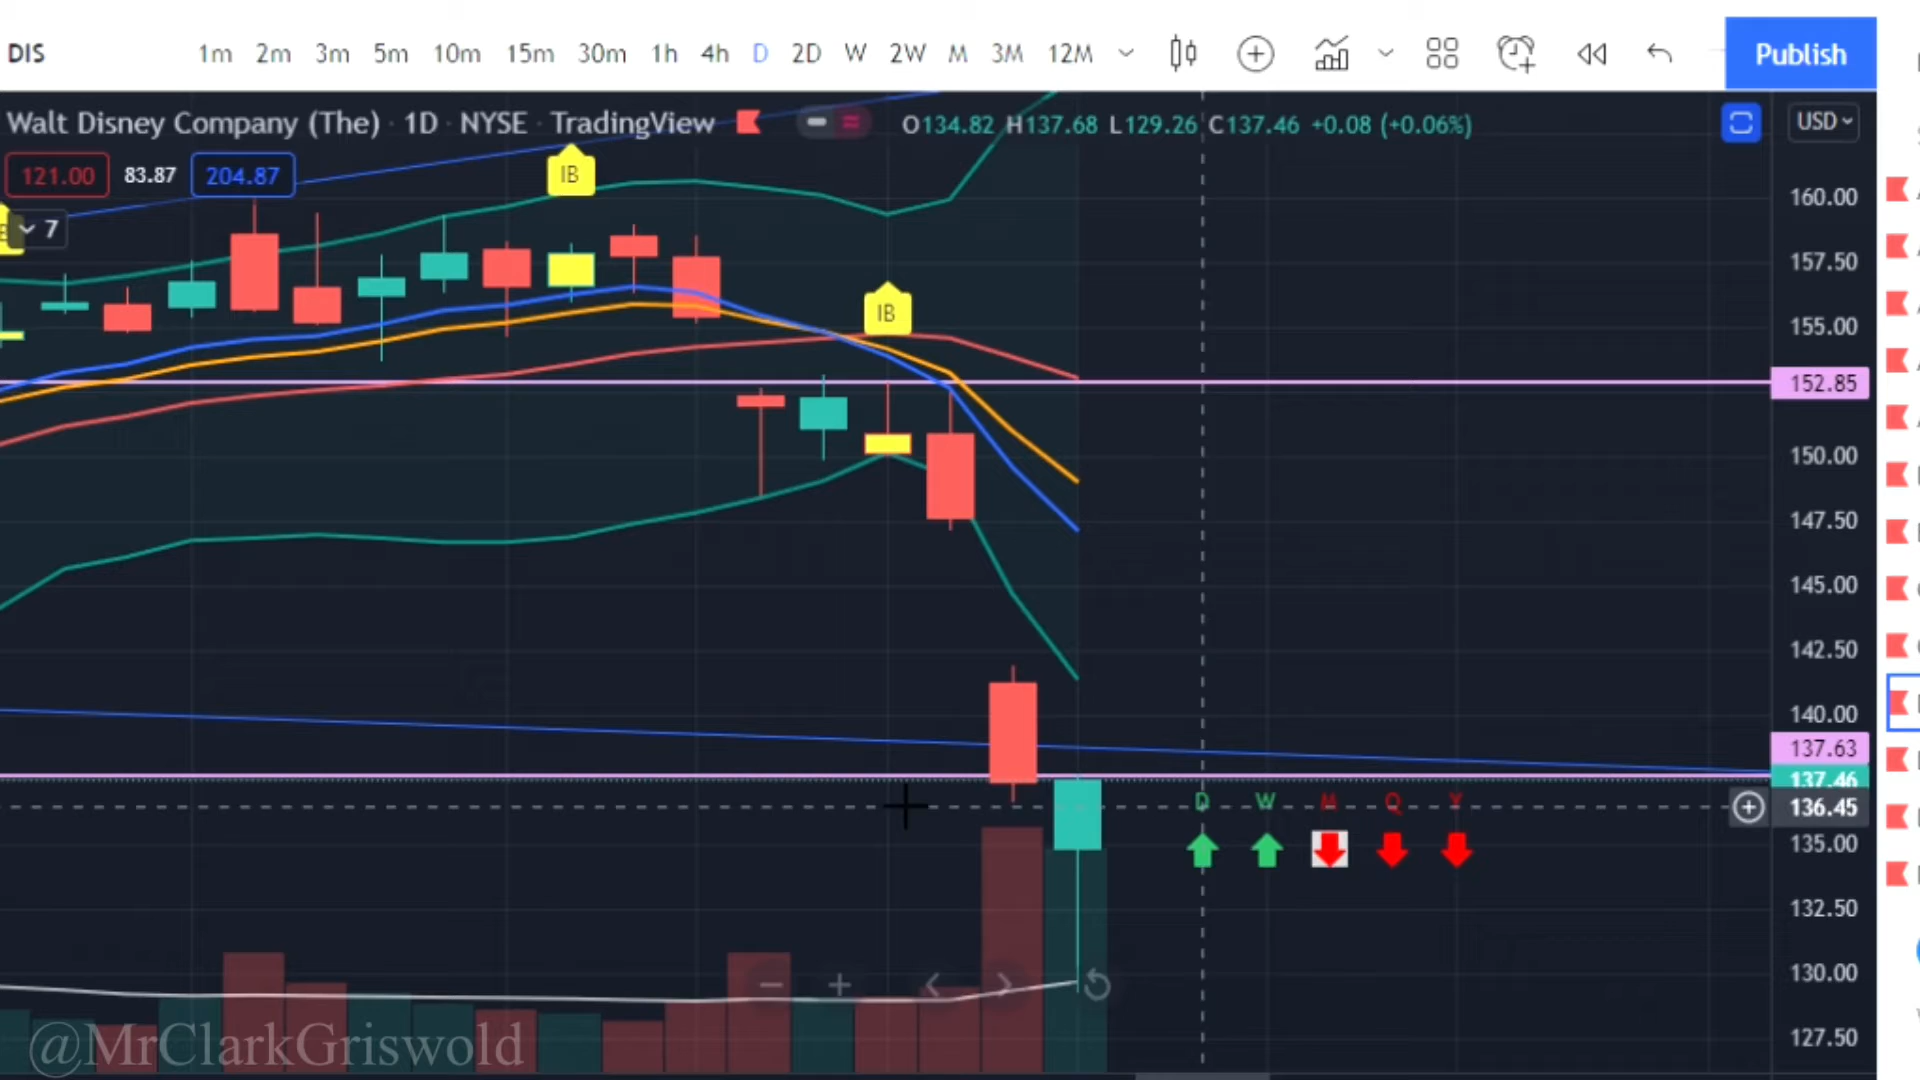 DIS 1m 2m 3m 5m 10m 15m 30m 1h 4h D 2D W 2W M 3M 12M Publish
Walt Disney Company (The) · 1D · NYSE · TradingView O134.82 H137.68 L129.26 C137.46 +0.08 (+0.06%) USD
121.00 83.87 204.87 IB
160.00
7
157.50
IB
155.00
152.85
150.00
147.50
145.00
142.50
140.00
137.63
137.46
D W M Q Y 136.45
135.00
132.50
130.00
127.50
@MrClarkGriswold